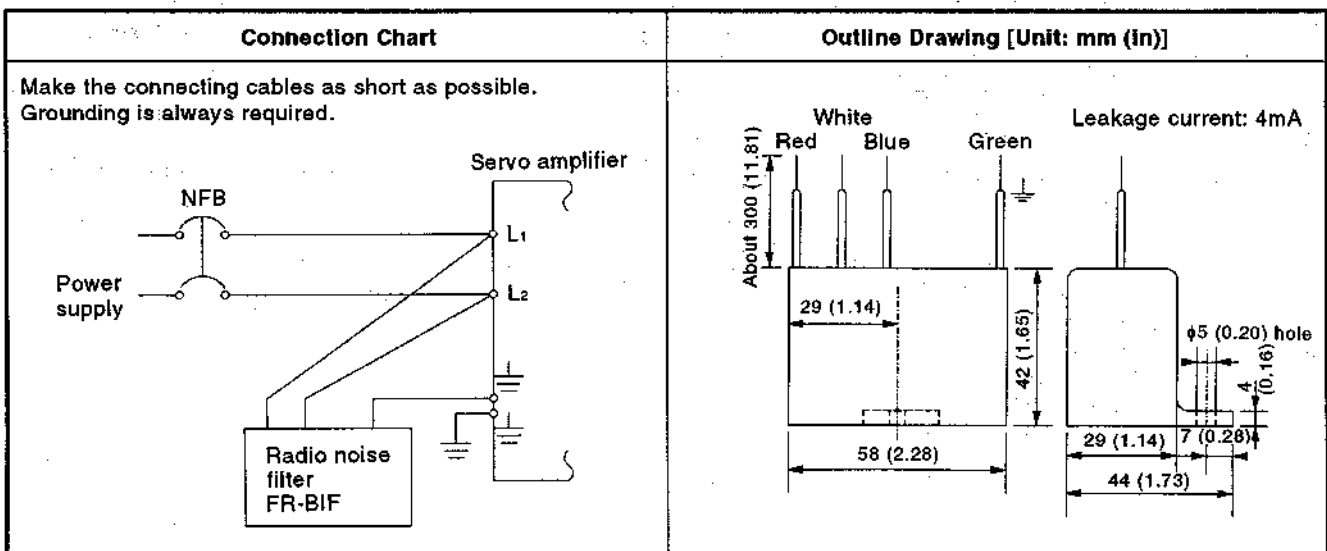 Connection Chart
Outline Drawing [Unit: mm (in)]
Make the connecting cables as short as possible.
Grounding is always required.
Servo amplifier
NFB
L1
Power
supply
L2
Radio noise
filter
FR-BIF
White
Red
Blue
Green
Leakage current: 4mA
About 300 (11.81)
29 (1.14)
42 (1.65)
58 (2.28)
φ5 (0.20) hole
4
(0.16)
29 (1.14)
7 (0.28)
44 (1.73)